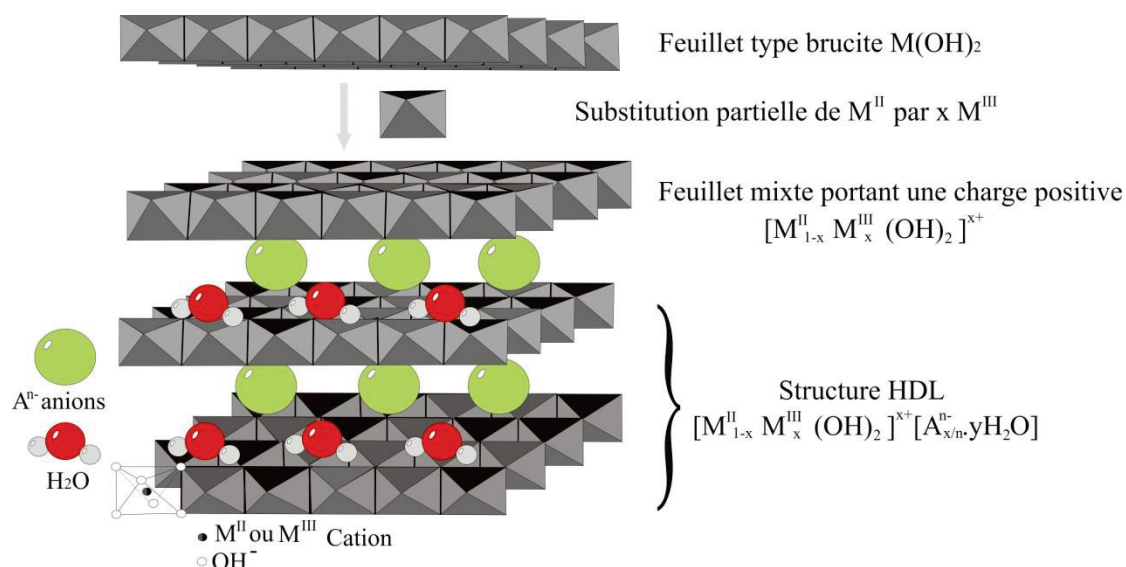 Feuillet type brucite M(OH)₂
Substitution partielle de Mᴵᴵ par x Mᴵᴵᴵ
Feuillet mixte portant une charge positive
[Mᴵᴵ₁₋ₓ Mᴵᴵᴵₓ (OH)₂ ]ˣ⁺
Aⁿ⁻ anions
H₂O
Structure HDL
[Mᴵᴵ₁₋ₓ Mᴵᴵᴵₓ (OH)₂ ]ˣ⁺[Aⁿ⁻x/n.yH₂O]
Mᴵᴵ ou Mᴵᴵᴵ Cation
OH⁻